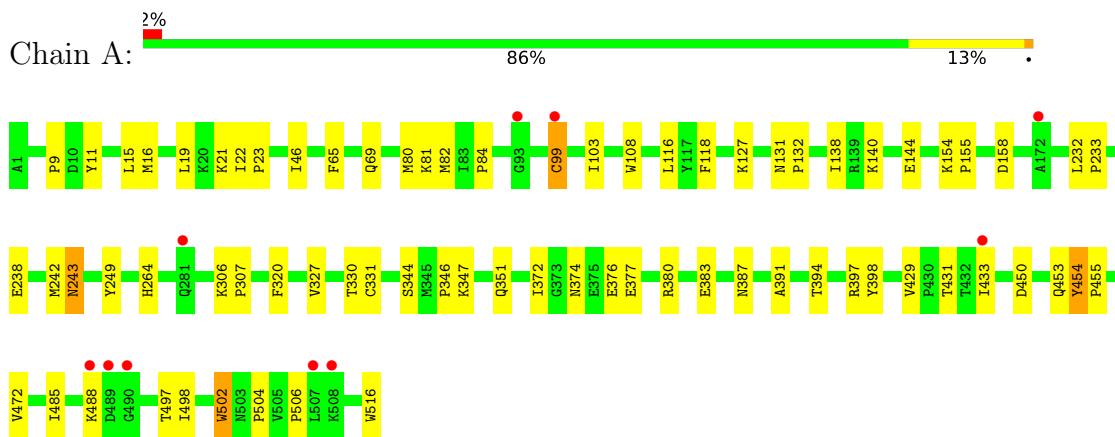 2%
Chain A:
86% 13% •
A1 P9 D10 Y11 L15 M16 L19 K20 K21 I22 P23 I46 F65 Q69 M80 K81 M82 I83 P84 G93 C99 I103 W108 L116 Y117 F118 K127 N131 P132 I138 R139 K140 E144 K154 P155 D158 A172 L232 P233
E238 M242 N243 Y249 H264 Q281 K306 P307 F320 V327 T330 C331 S344 M345 P346 K347 Q351 I372 G373 N374 E375 E376 E377 R380 E383 N387 A391 T394 R397 Y398 V429 P430 T431 T432 I433 D450 Q453 Y454 P455
V472 I485 K488 D489 G490 T497 I498 W502 N503 P504 V505 P506 L507 K508 W516